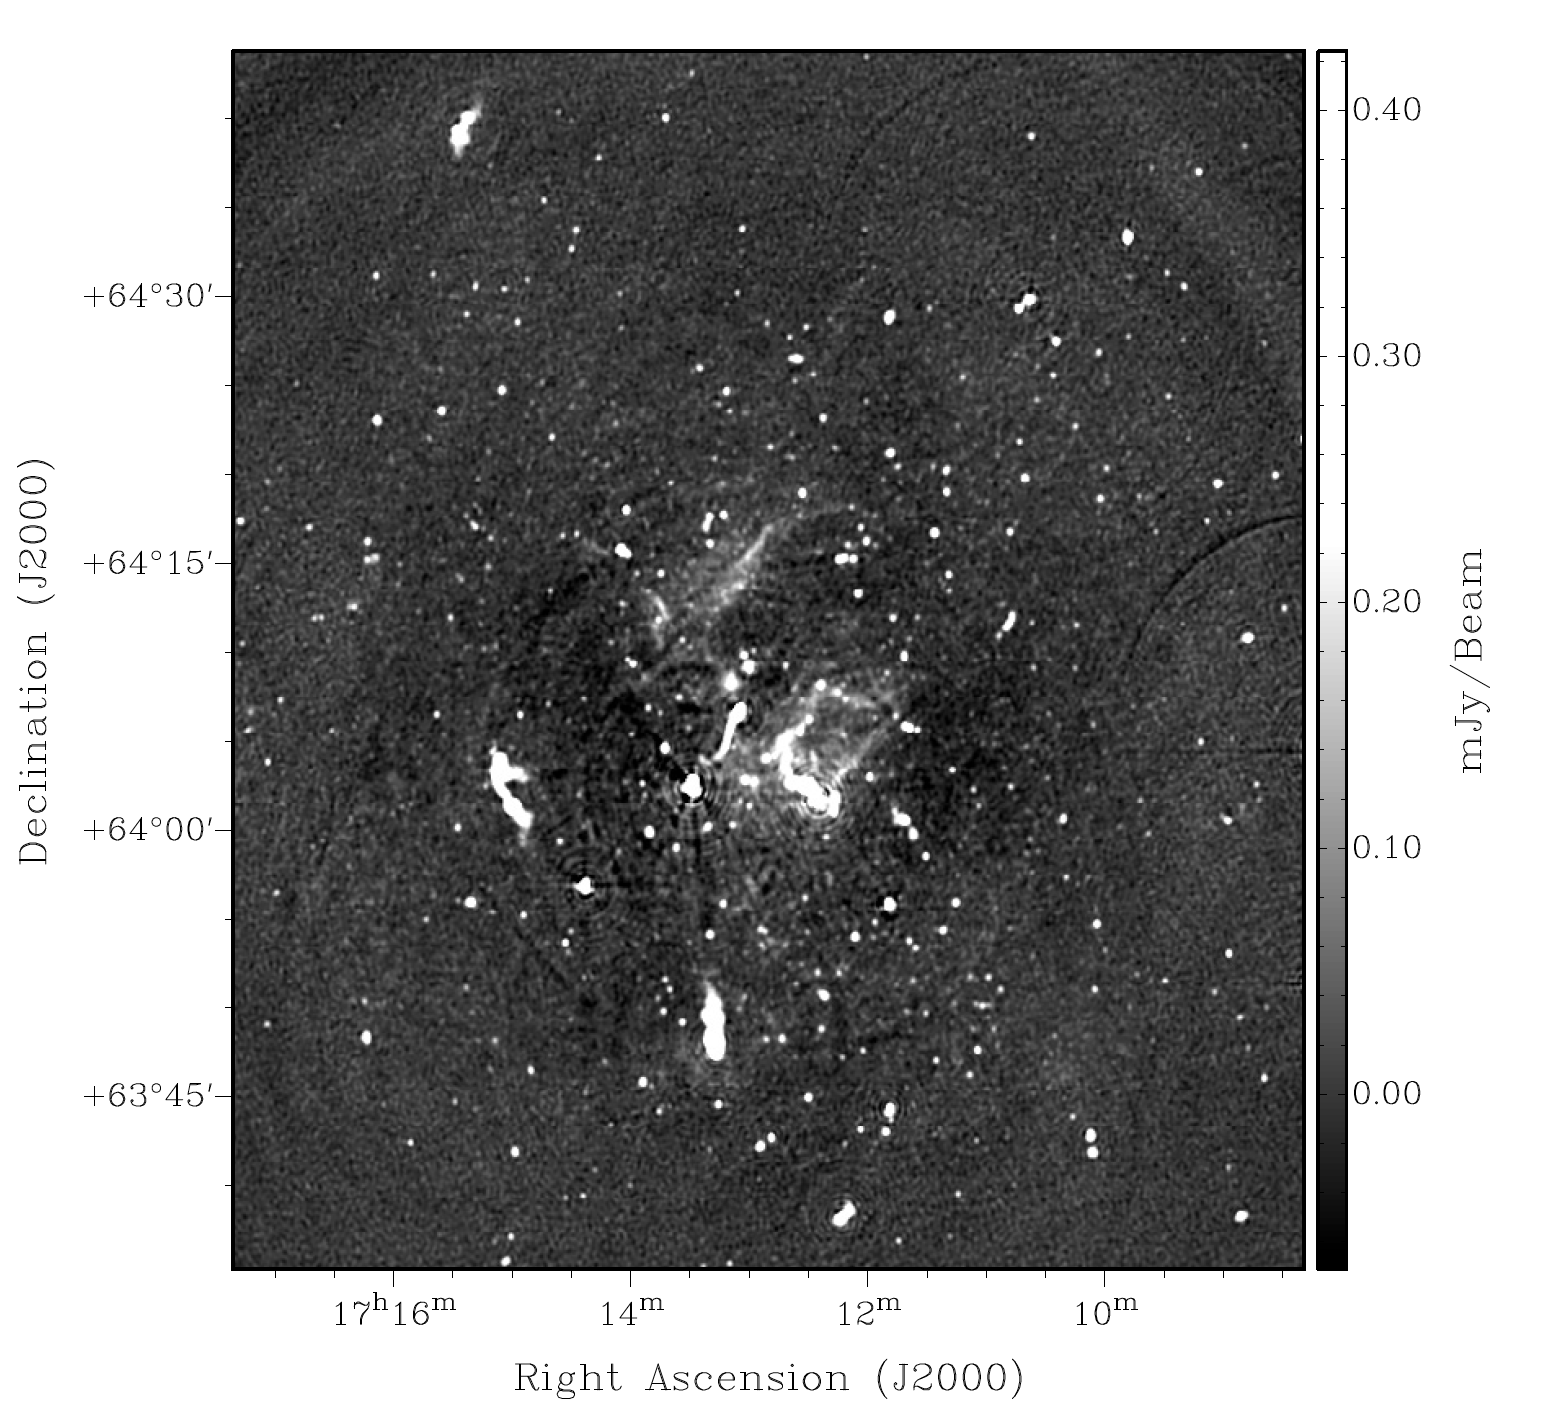 +64°30′
+64°15′
+64°00′
+63°45′
Declination (J2000)
17ʰ16ᵐ
14ᵐ
12ᵐ
10ᵐ
Right Ascension (J2000)
0.40
0.30
0.20
0.10
0.00
mJy/Beam